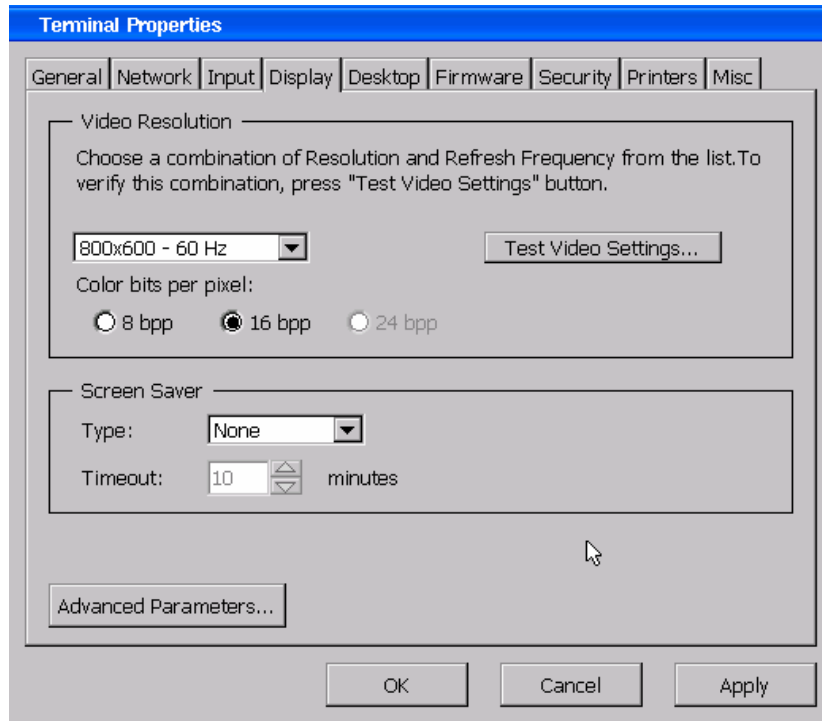 Terminal Properties
General Network Input Display Desktop Firmware Security Printers Misc
Video Resolution
Choose a combination of Resolution and Refresh Frequency from the list.To
verify this combination, press "Test Video Settings" button.
800x600 - 60 Hz Test Video Settings...
Color bits per pixel:
8 bpp 16 bpp 24 bpp
Screen Saver
Type: None
Timeout: 10 minutes
Advanced Parameters...
OK Cancel Apply